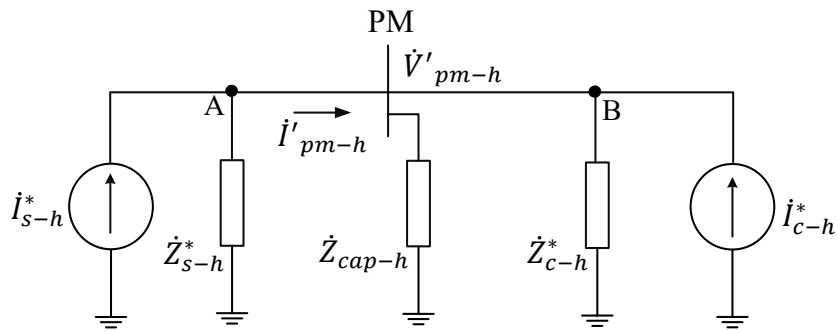 PM
V̇'pm−h
A
B
İ'pm−h
İ*s−h
Ż*s−h
Żcap−h
Ż*c−h
İ*c−h